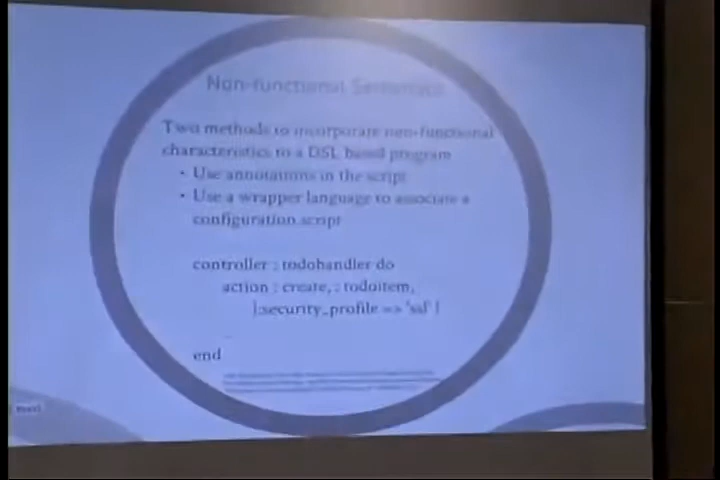 Non-functional Semantics
Two methods to incorporate non-functional
characteristics to a DSL based program
• Use annotations in the script
• Use a wrapper language to associate a
configuration script
controller : todohandler do
action : create, : todoitem,
{:security_profile => 'ssl' }
end